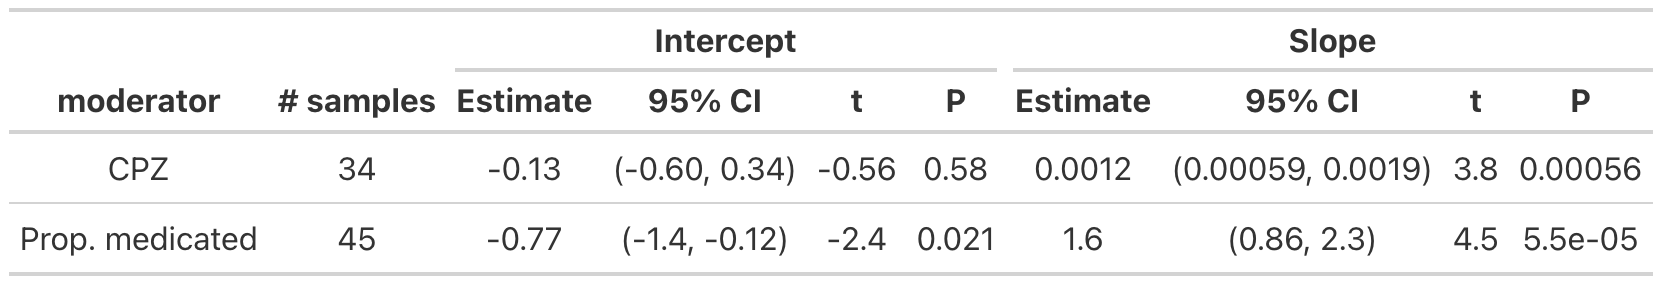 Intercept Slope
moderator # samples Estimate 95% CI t P Estimate 95% CI t P
CPZ 34 -0.13 (-0.60, 0.34) -0.56 0.58 0.0012 (0.00059, 0.0019) 3.8 0.00056
Prop. medicated 45 -0.77 (-1.4, -0.12) -2.4 0.021 1.6 (0.86, 2.3) 4.5 5.5e-05